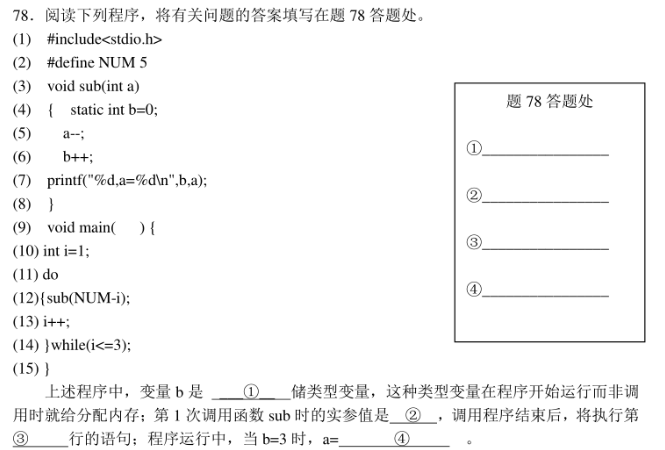 78．阅读下列程序，将有关问题的答案填写在题 78 答题处。
(1) #include<stdio.h>
(2) #define NUM 5
(3) void sub(int a)
(4) { static int b=0;
(5) a--;
(6) b++;
(7) printf("%d,a=%d\n",b,a);
(8) }
(9) void main( ) {
(10) int i=1;
(11) do
(12){sub(NUM-i);
(13) i++;
(14) }while(i<=3);
(15) }
题 78 答题处
①
②
③
④
上述程序中，变量 b 是 ① 储类型变量，这种类型变量在程序开始运行而非调
用时就给分配内存；第 1 次调用函数 sub 时的实参值是 ② ，调用程序结束后，将执行第
③ 行的语句；程序运行中，当 b=3 时，a= ④ 。